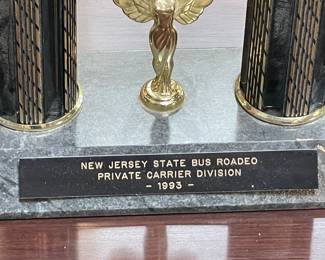 NEW JERSEY STATE BUS ROADEO
PRIVATE CARRIER DIVISION
- 1993 -